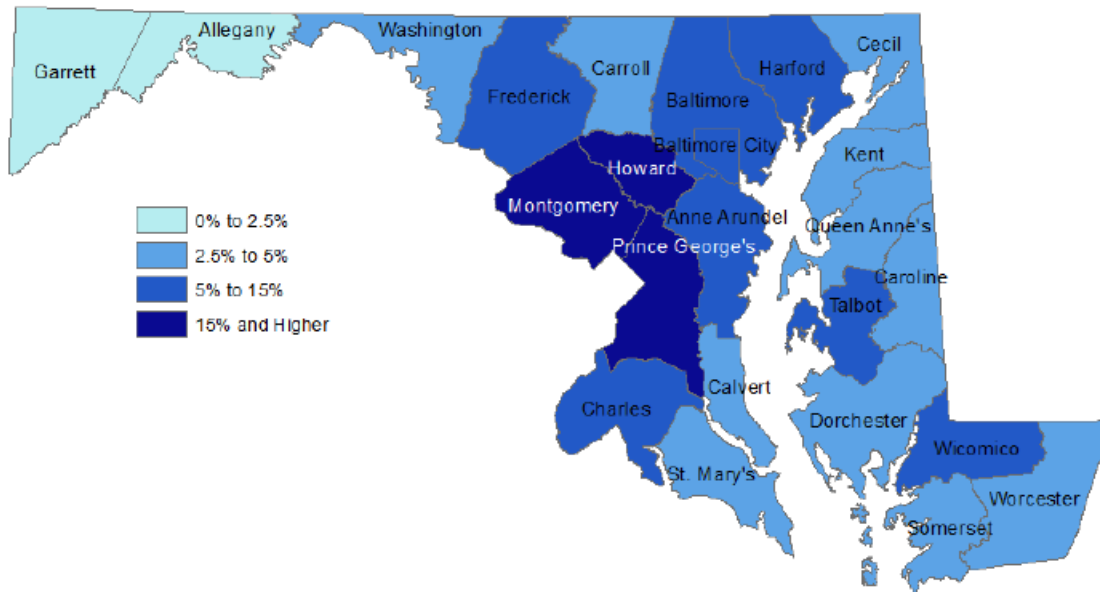 Allegany
Washington
Cecil
Garrett
Carroll
Harford
Frederick
Baltimore
Baltimore City
Kent
Howard
Montgomery
Anne Arundel
Queen Anne's
Prince George's
Caroline
Talbot
0% to 2.5%
2.5% to 5%
5% to 15%
15% and Higher
Calvert
Charles
Dorchester
Wicomico
St. Mary's
Worcester
Somerset